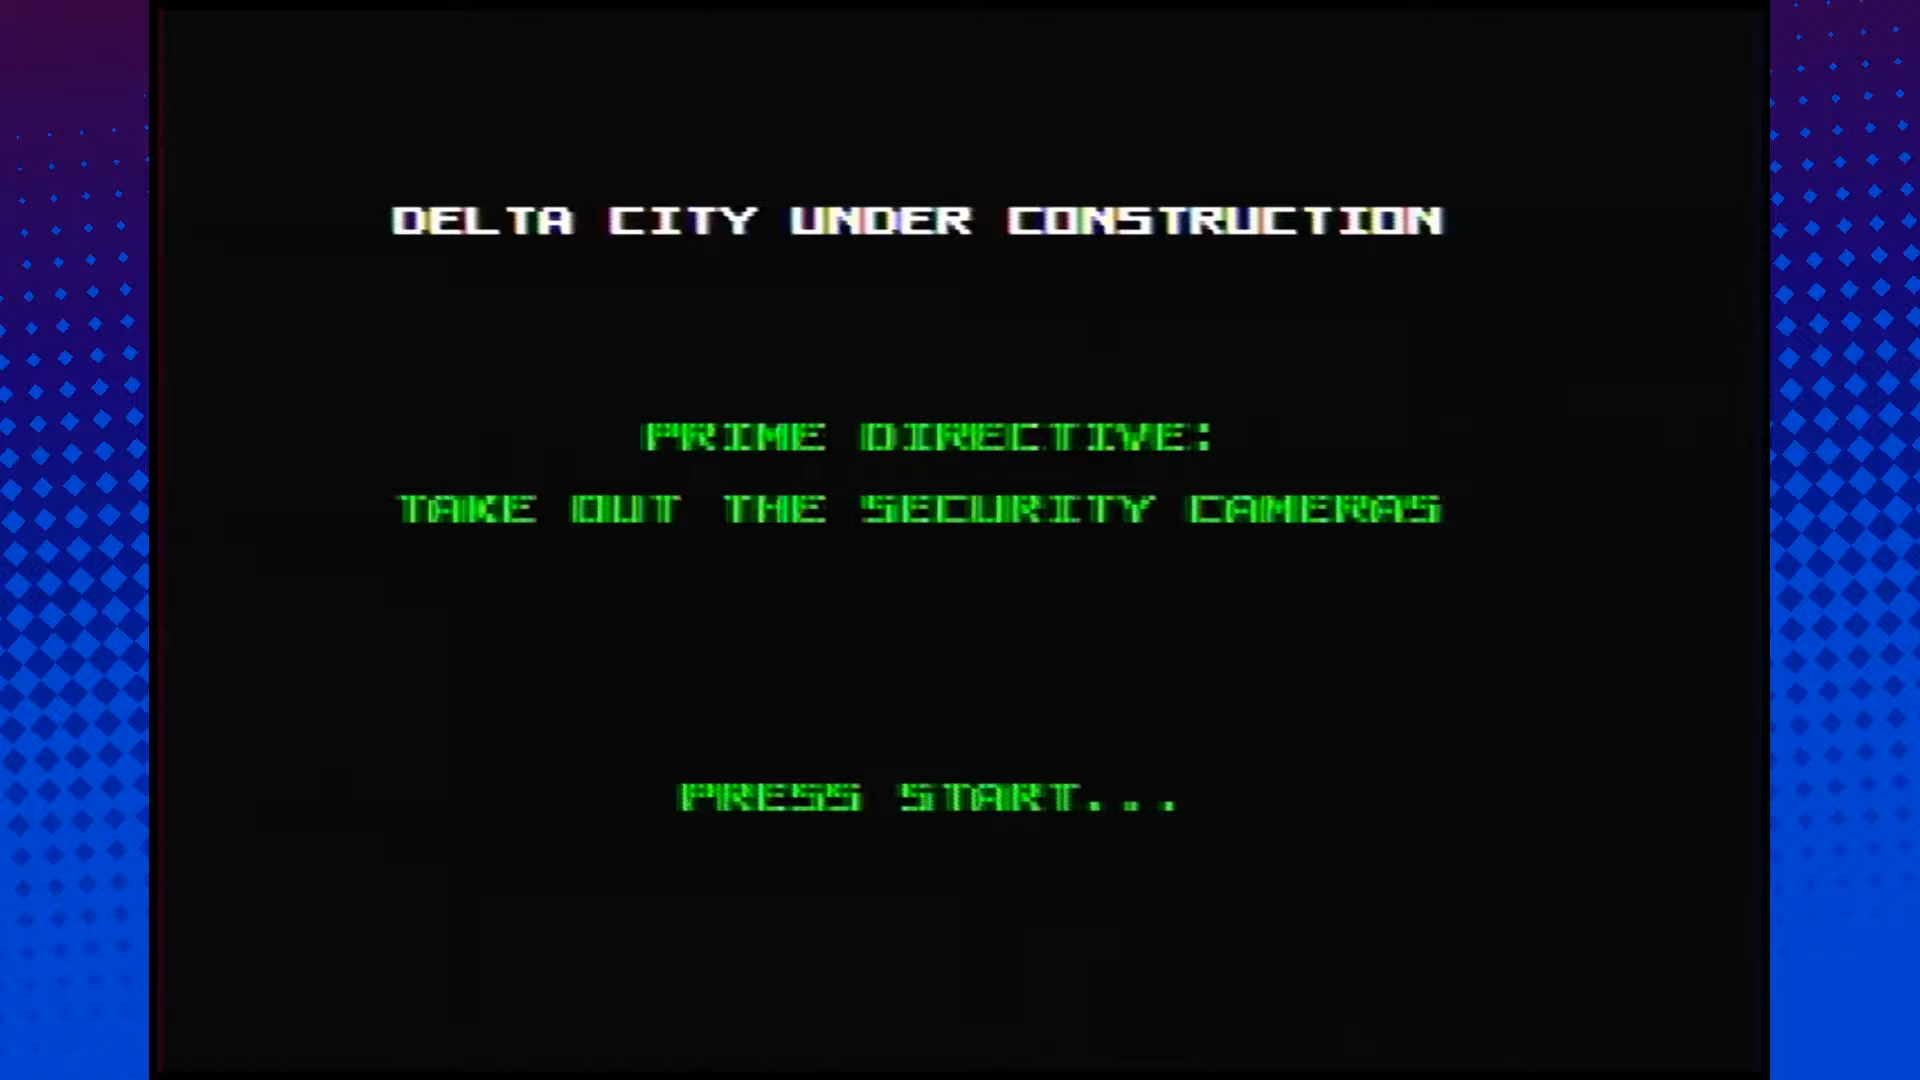 DELTA CITY UNDER CONSTRUCTION
PRIME DIRECTIVE:
TAKE OUT THE SECURITY CAMERAS
PRESS START...